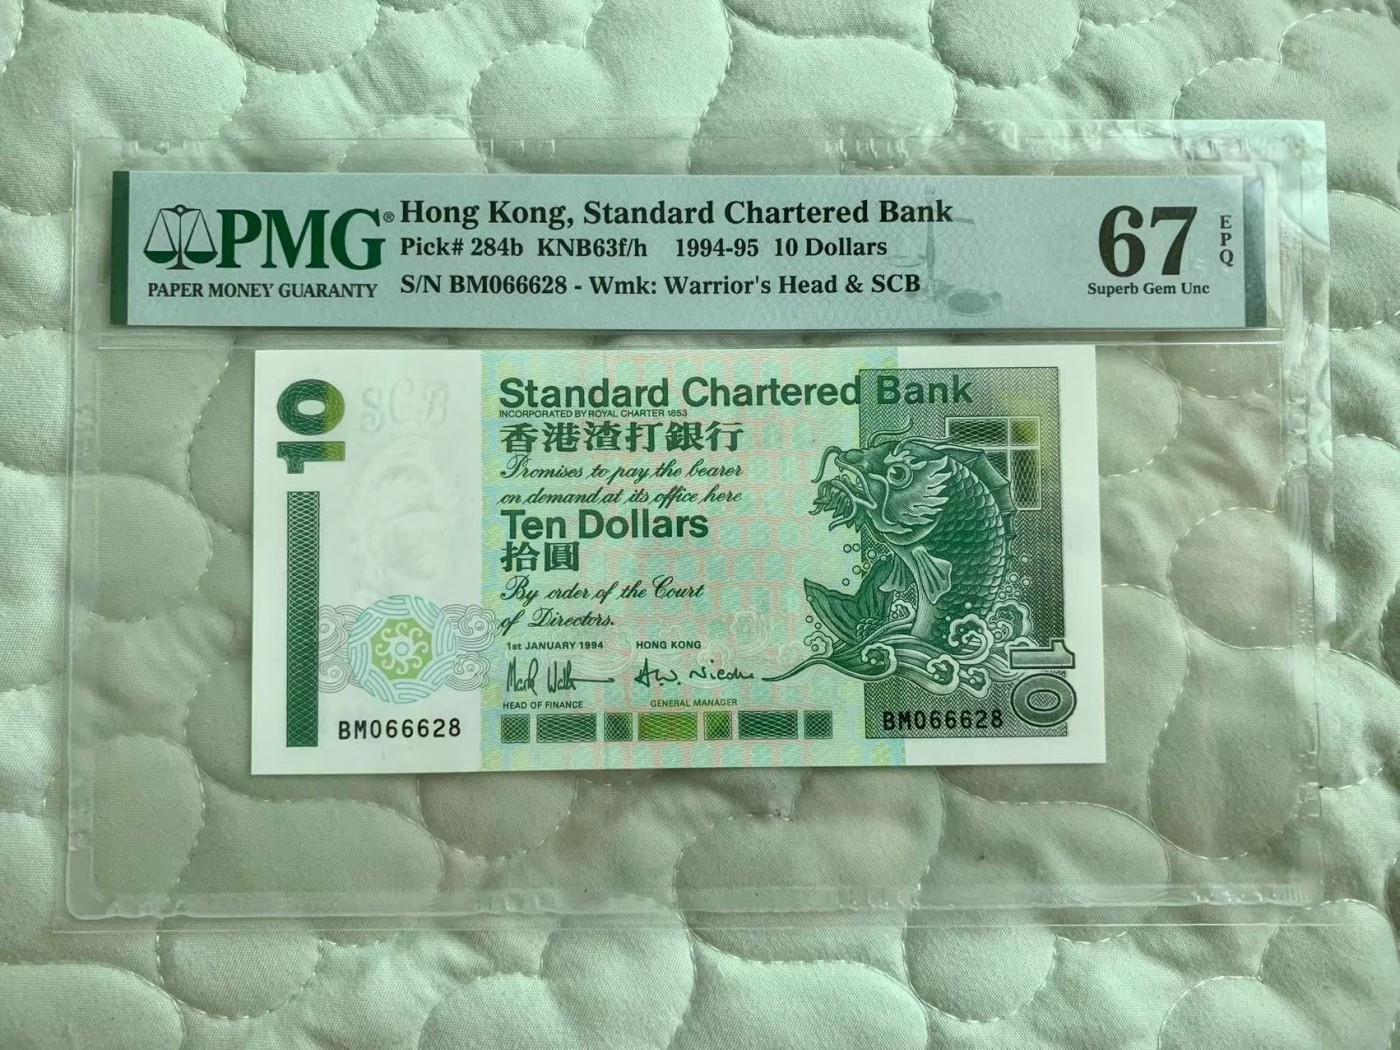 PMG®
PAPER MONEY GUARANTY
Hong Kong, Standard Chartered Bank
Pick# 284b KNB63f/h 1994-95 10 Dollars
S/N BM066628 - Wmk: Warrior's Head & SCB
67 EPQ
Superb Gem Unc
10
SCB
Standard Chartered Bank
INCORPORATED BY ROYAL CHARTER 1853
香港渣打銀行
Promises to pay the bearer
on demand at its office here
Ten Dollars
拾圓
By order of the Court
of Directors.
1st JANUARY 1994 HONG KONG
HEAD OF FINANCE GENERAL MANAGER
BM066628
BM066628
10